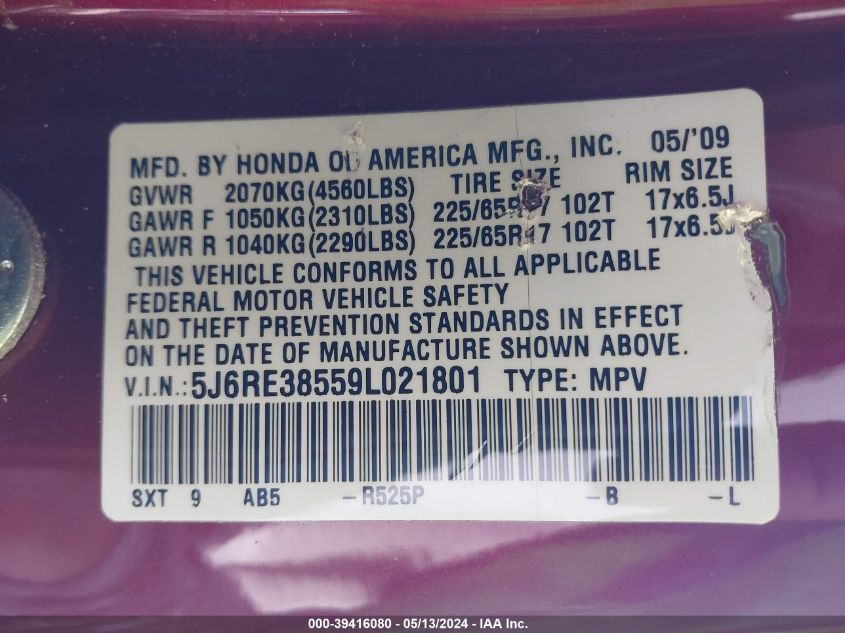 MFD. BY HONDA OF AMERICA MFG., INC. 05/'09
GVWR 2070KG(4560LBS) TIRE SIZE RIM SIZE
GAWR F 1050KG(2310LBS) 225/65R17 102T 17x6.5J
GAWR R 1040KG(2290LBS) 225/65R17 102T 17x6.5J
THIS VEHICLE CONFORMS TO ALL APPLICABLE
FEDERAL MOTOR VEHICLE SAFETY
AND THEFT PREVENTION STANDARDS IN EFFECT
ON THE DATE OF MANUFACTURE SHOWN ABOVE.
V.I.N.: 5J6RE38559L021801 TYPE: MPV
SXT 9 AB5 -R525P -B -L
000-39416080 - 05/13/2024 - IAA Inc.